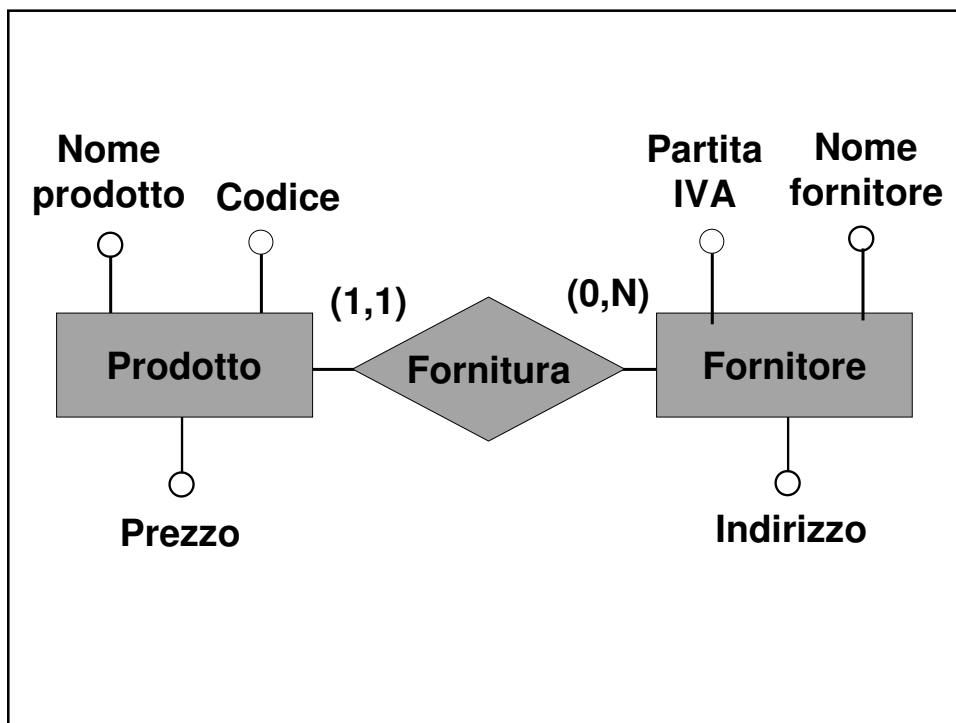 Nome
prodotto
Codice
Partita
IVA
Nome
fornitore
(1,1)
(0,N)
Prodotto
Fornitura
Fornitore
Prezzo
Indirizzo